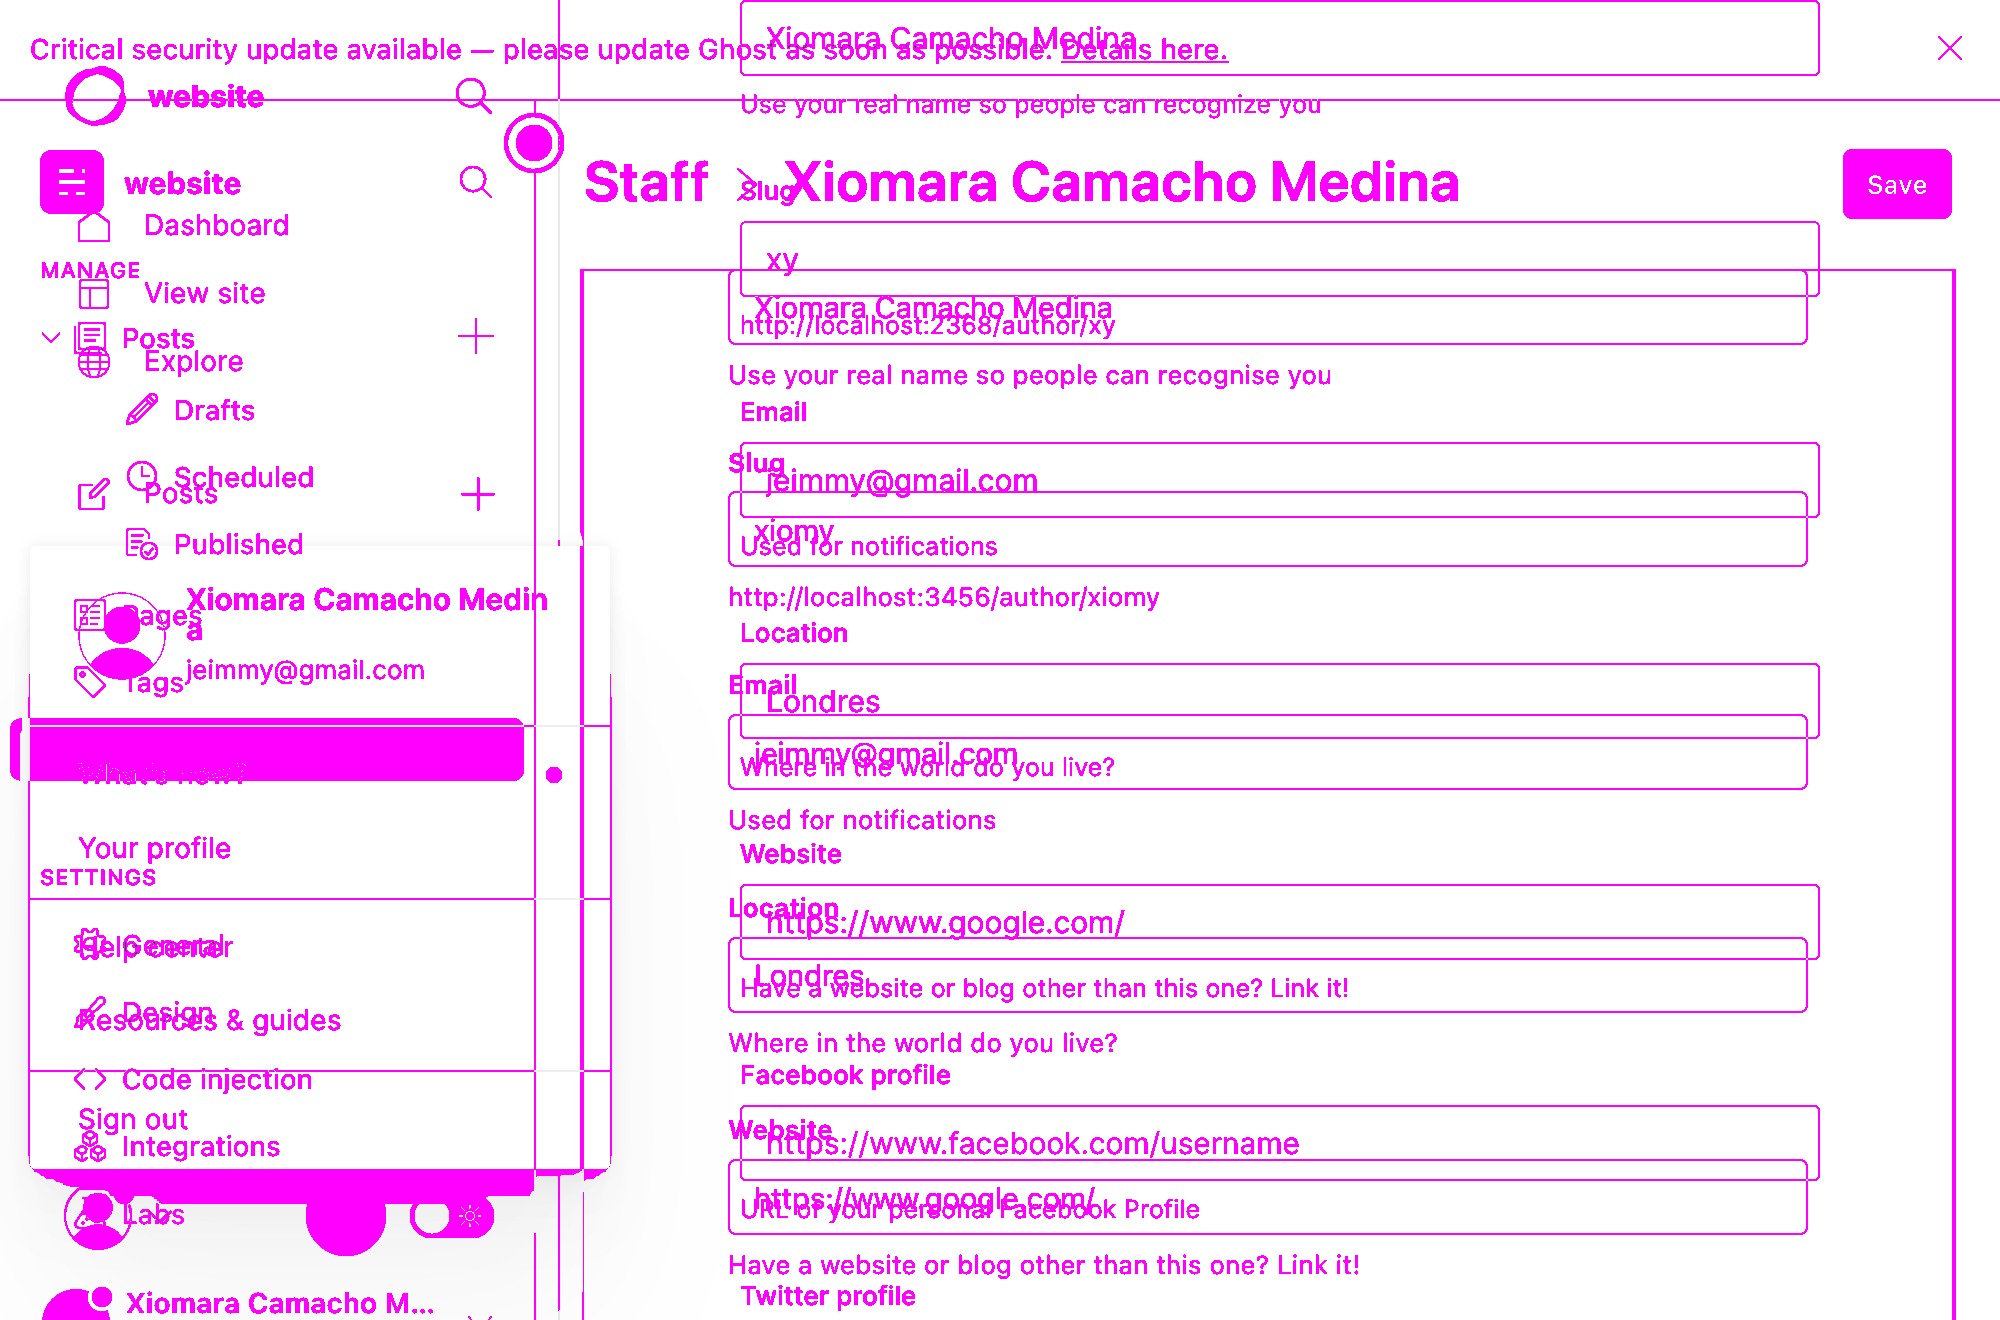 Critical security update available — please update Ghost as soon as possible. Details here.
website
website
Dashboard
MANAGE
View site
Posts
Explore
Drafts
Scheduled
Posts
Published
Xiomara Camacho Medin
a
Pages
jeimmy@gmail.com
Tags
What's new?
Your profile
SETTINGS
General
Help center
Design
Resources & guides
Code injection
Sign out
Integrations
Labs
Xiomara Camacho M...
Xiomara Camacho Medina
Use your real name so people can recognize you
Staff
Xiomara Camacho Medina
Save
Slug
xy
Xiomara Camacho Medina
http://localhost:2368/author/xy
Use your real name so people can recognise you
Email
Slug
jeimmy@gmail.com
xiomy
Used for notifications
http://localhost:3456/author/xiomy
Location
Email
Londres
jeimmy@gmail.com
Where in the world do you live?
Used for notifications
Website
Location
https://www.google.com/
Londres
Have a website or blog other than this one? Link it!
Where in the world do you live?
Facebook profile
Website
https://www.facebook.com/username
https://www.google.com/
URL of your personal Facebook Profile
Have a website or blog other than this one? Link it!
Twitter profile